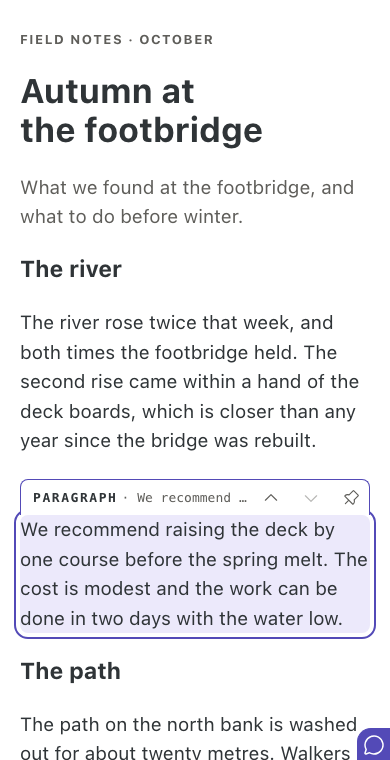 FIELD NOTES · OCTOBER
Autumn at
the footbridge
What we found at the footbridge, and
what to do before winter.
The river
The river rose twice that week, and
both times the footbridge held. The
second rise came within a hand of the
deck boards, which is closer than any
year since the bridge was rebuilt.
PARAGRAPH · We recommend …
We recommend raising the deck by
one course before the spring melt. The
cost is modest and the work can be
done in two days with the water low.
The path
The path on the north bank is washed
out for about twenty metres. Walkers